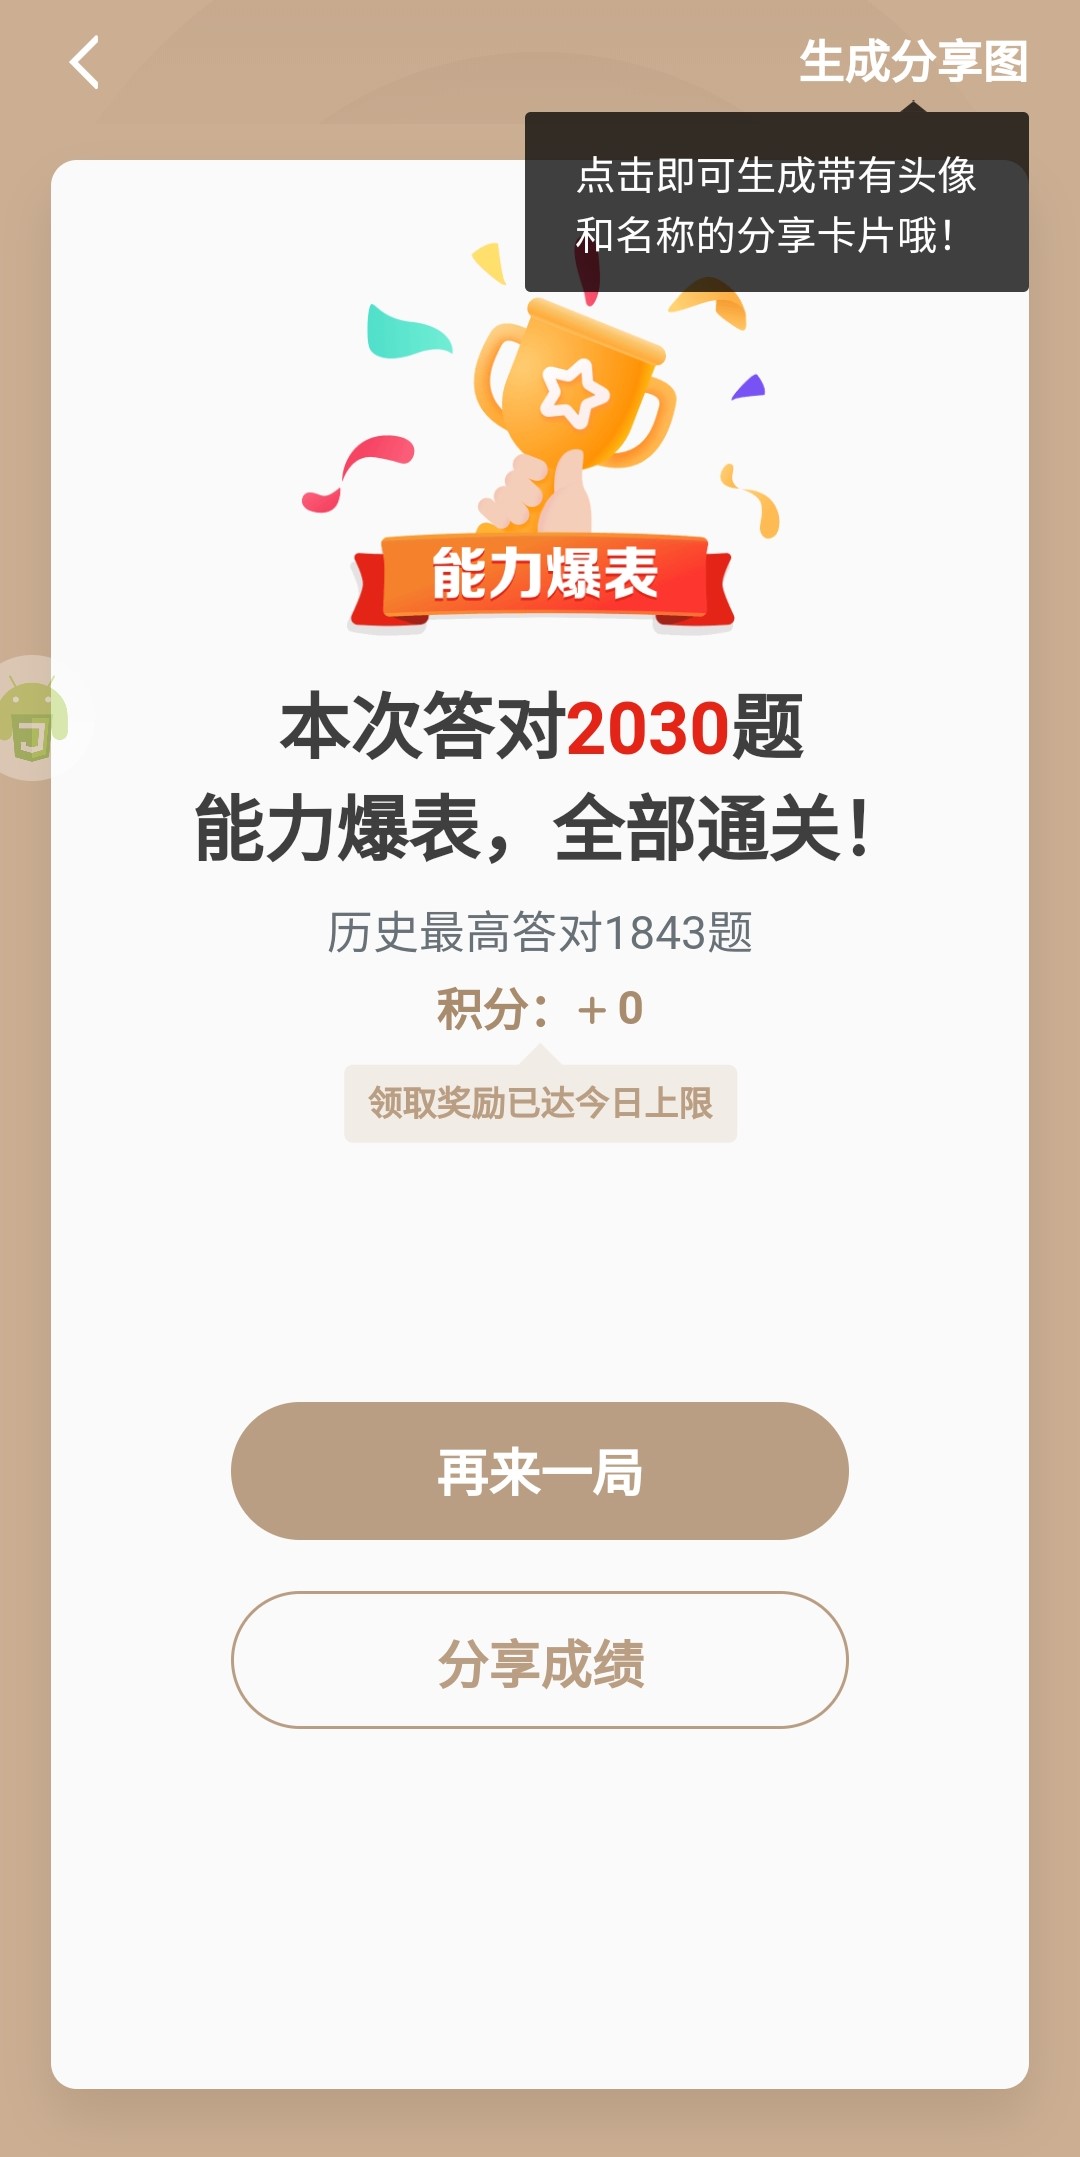 生成分享图
点击即可生成带有头像
和名称的分享卡片哦！
能力爆表
本次答对2030题
能力爆表，全部通关！
历史最高答对1843题
积分：+0
领取奖励已达今日上限
再来一局
分享成绩